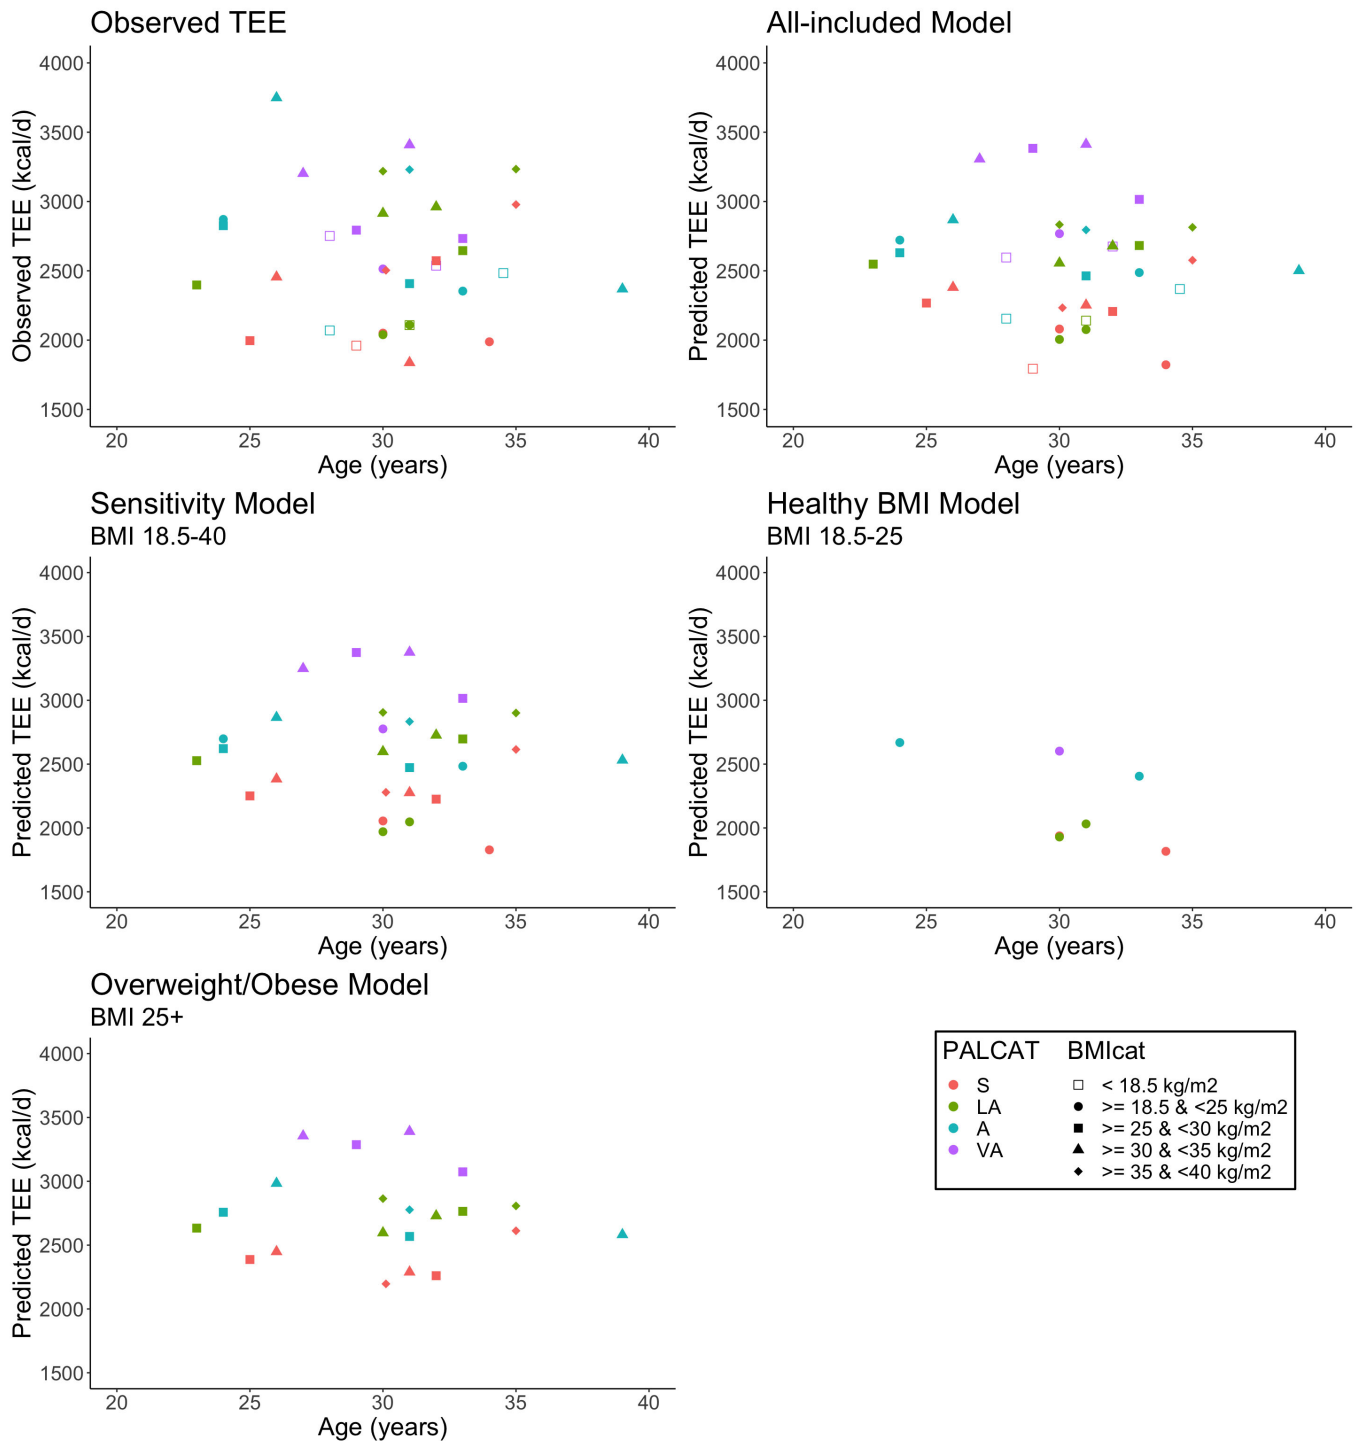 Observed TEE
4000
3500
3000
2500
2000
1500
Observed TEE (kcal/d)
20 25 30 35 40
Age (years)
All-included Model
4000
3500
3000
2500
2000
1500
Predicted TEE (kcal/d)
20 25 30 35 40
Age (years)
Sensitivity Model
BMI 18.5-40
4000
3500
3000
2500
2000
1500
Predicted TEE (kcal/d)
20 25 30 35 40
Age (years)
Healthy BMI Model
BMI 18.5-25
4000
3500
3000
2500
2000
1500
Predicted TEE (kcal/d)
20 25 30 35 40
Age (years)
Overweight/Obese Model
BMI 25+
4000
3500
3000
2500
2000
1500
Predicted TEE (kcal/d)
20 25 30 35 40
Age (years)
PALCAT
S
LA
A
VA
BMIcat
< 18.5 kg/m2
>= 18.5 & <25 kg/m2
>= 25 & <30 kg/m2
>= 30 & <35 kg/m2
>= 35 & <40 kg/m2